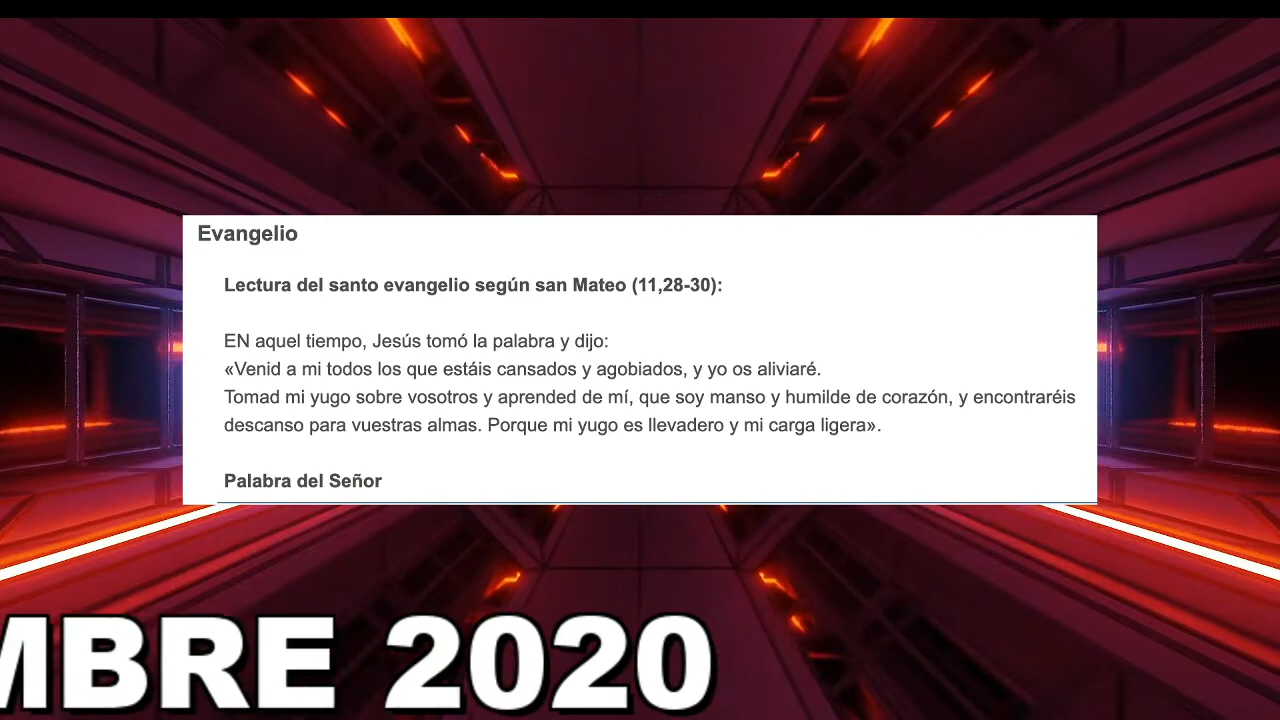 Evangelio
Lectura del santo evangelio según san Mateo (11,28-30):
EN aquel tiempo, Jesús tomó la palabra y dijo:
«Venid a mi todos los que estáis cansados y agobiados, y yo os aliviaré.
Tomad mi yugo sobre vosotros y aprended de mí, que soy manso y humilde de corazón, y encontraréis
descanso para vuestras almas. Porque mi yugo es llevadero y mi carga ligera».
Palabra del Señor
MBRE 2020